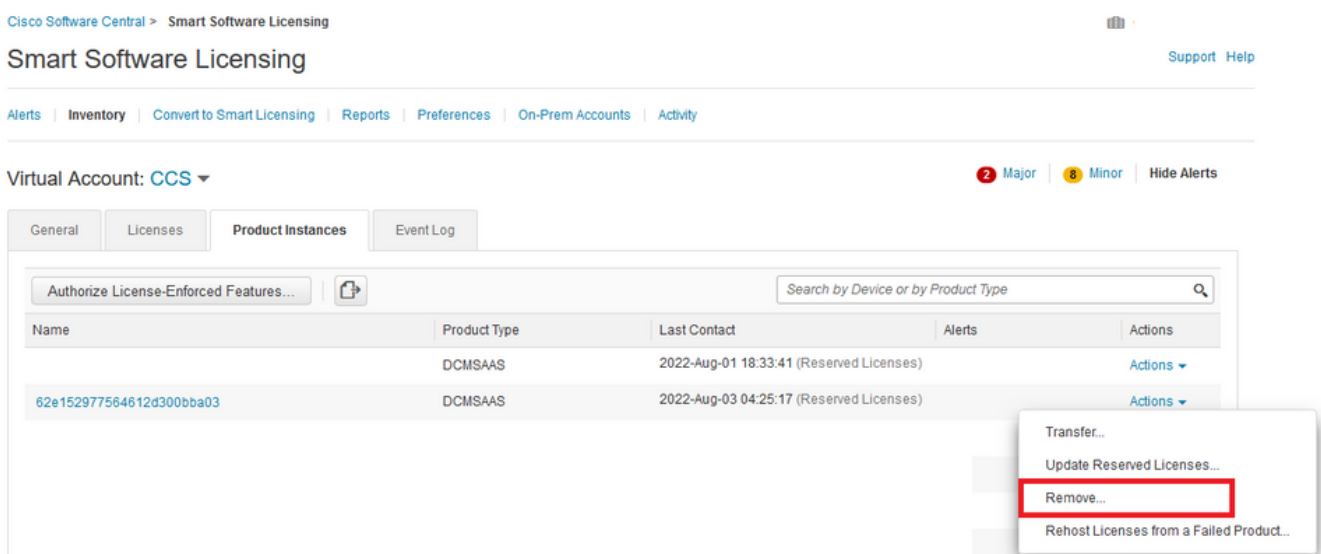 Cisco Software Central > Smart Software Licensing
Smart Software Licensing
Support Help
Alerts | Inventory | Convert to Smart Licensing | Reports | Preferences | On-Prem Accounts | Activity
Virtual Account: CCS
2 Major | 8 Minor | Hide Alerts
General Licenses Product Instances Event Log
Authorize License-Enforced Features...
Search by Device or by Product Type
Name Product Type Last Contact Alerts Actions
DCMSAAS 2022-Aug-01 18:33:41 (Reserved Licenses) Actions
62e152977564612d300bba03 DCMSAAS 2022-Aug-03 04:25:17 (Reserved Licenses) Actions
Transfer...
Update Reserved Licenses...
Remove...
Rehost Licenses from a Failed Product...